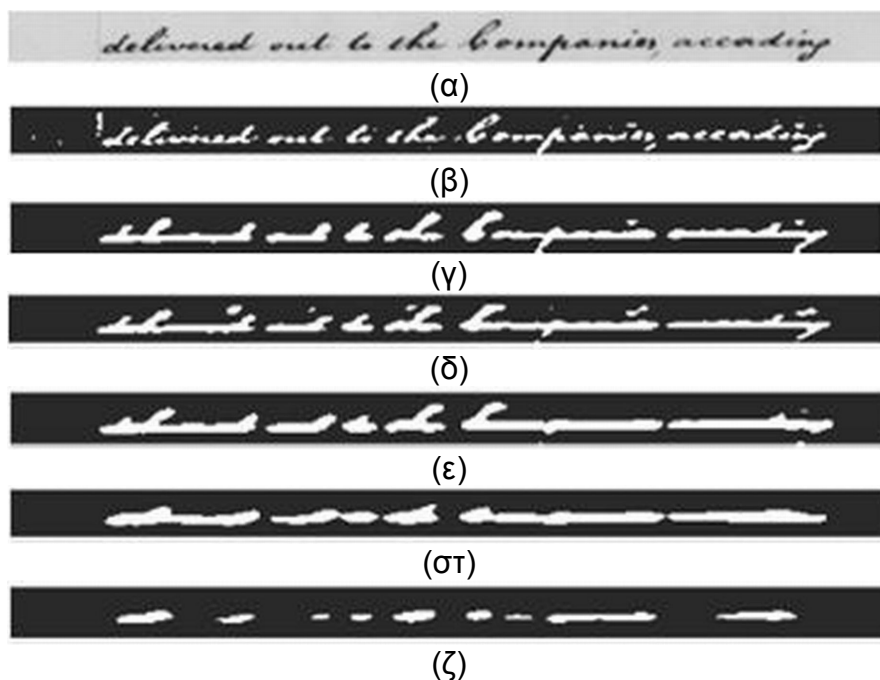 delivered out to the Companies, according
(α)
delivered out to the Companies, according
(β)
(γ)
(δ)
(ε)
(στ)
(ζ)